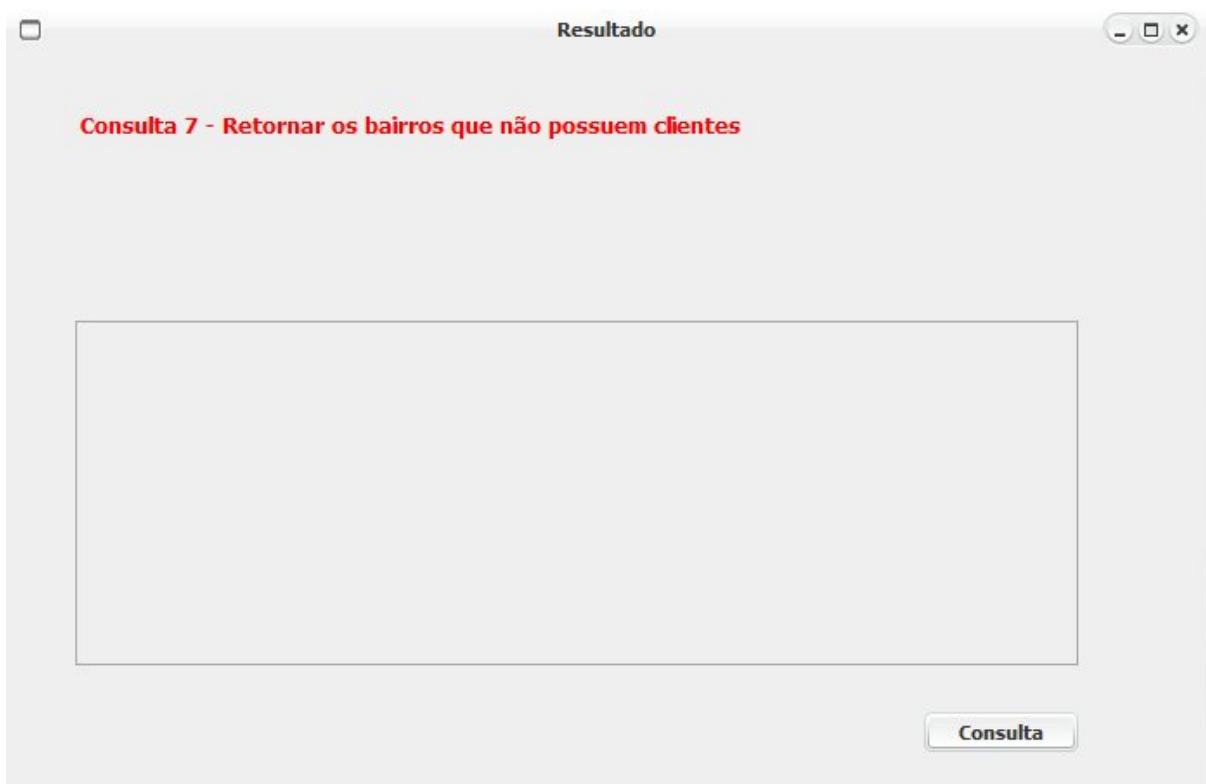 Resultado
Consulta 7 - Retornar os bairros que não possuem clientes
Consulta